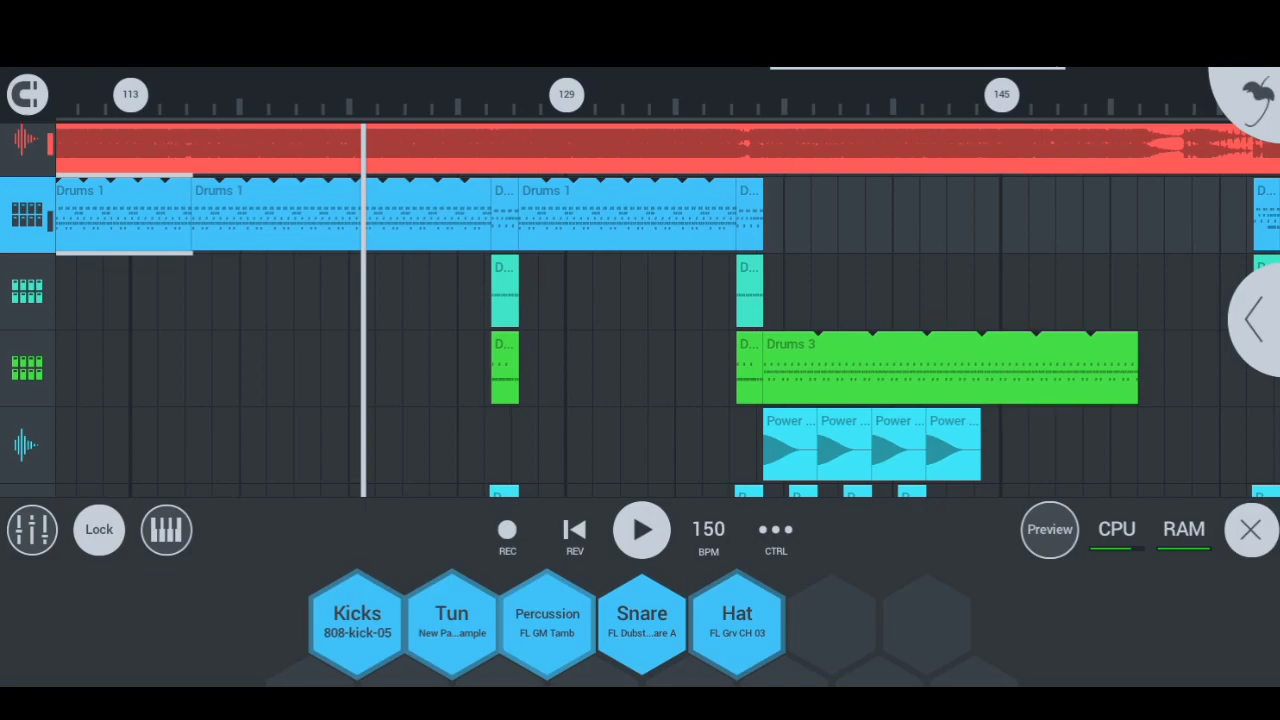 113
129
145
Drums 1
Drums 1
D...
Drums 1
D...
D...
D...
D...
D...
D...
Drums 3
Power ...
Power ...
Power ...
Power ...
Lock
REC
REV
150
BPM
CTRL
Preview
CPU
RAM
Kicks
808-kick-05
Tun
New Pa...ample
Percussion
FL GM Tamb
Snare
FL Dubst...are A
Hat
FL Grv CH 03